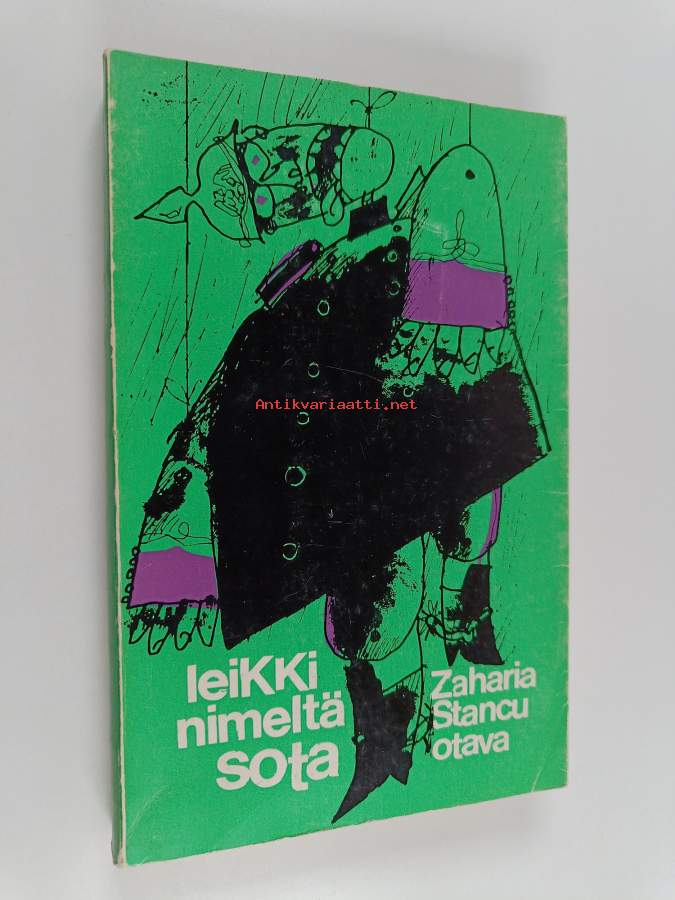 Antikvariaatti.net
leiKKi
nimeltä
sota
Zaharia
Stancu
otava